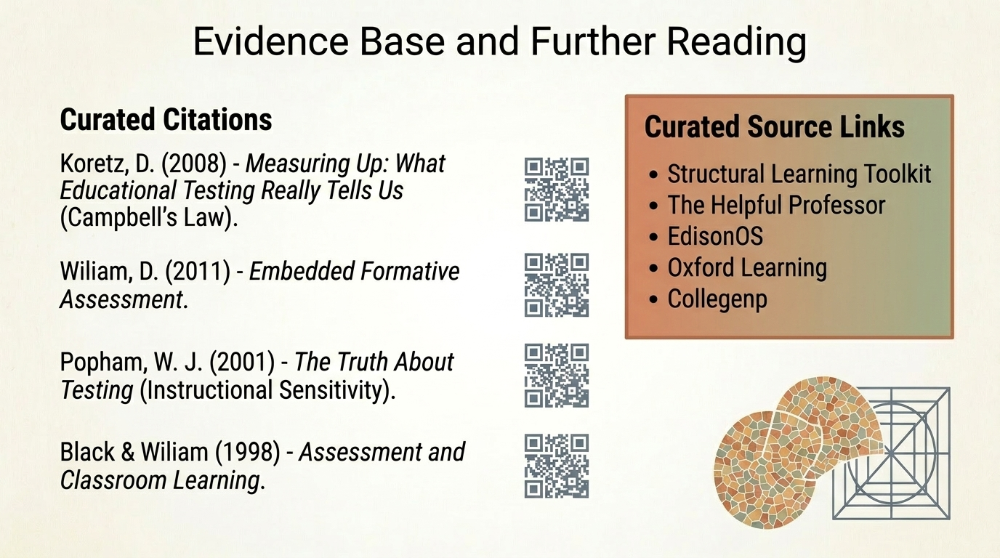 Evidence Base and Further Reading
Curated Citations
Koretz, D. (2008) - Measuring Up: What
Educational Testing Really Tells Us
(Campbell's Law).
Wiliam, D. (2011) - Embedded Formative
Assessment.
Popham, W. J. (2001) - The Truth About
Testing (Instructional Sensitivity).
Black & Wiliam (1998) - Assessment and
Classroom Learning.
Curated Source Links
• Structural Learning Toolkit
• The Helpful Professor
• EdisonOS
• Oxford Learning
• Collegenp